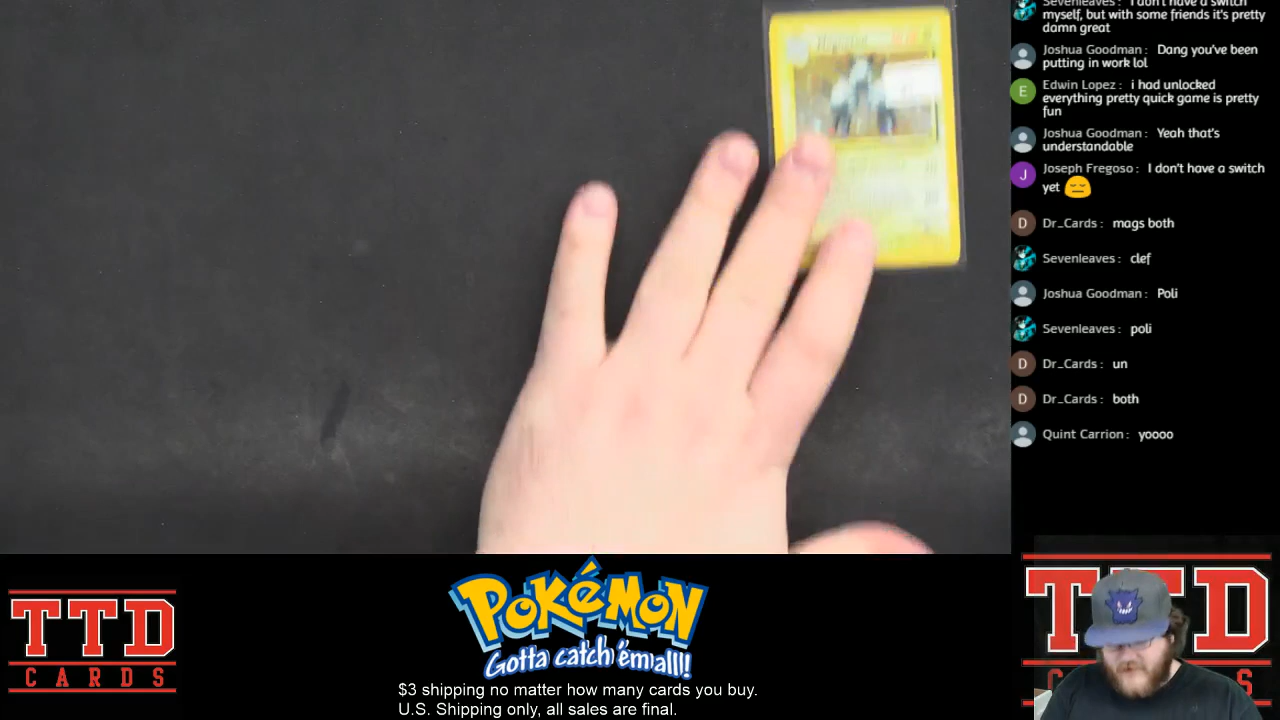 Sevenleaves : I don't have a switch
myself, but with some friends it's pretty
damn great
Joshua Goodman : Dang you've been
putting in work lol
E
Edwin Lopez : i had unlocked
everything pretty quick game is pretty
fun
Joshua Goodman : Yeah that's
understandable
J
Joseph Fregoso : I don't have a switch
yet 😑
D
Dr_Cards : mags both
Sevenleaves : clef
Joshua Goodman : Poli
Sevenleaves : poli
D
Dr_Cards : un
D
Dr_Cards : both
Quint Carrion : yoooo
TTD
CARDS
POKéMON
Gotta catch 'em all!
$3 shipping no matter how many cards you buy.
U.S. Shipping only, all sales are final.
T D
C S